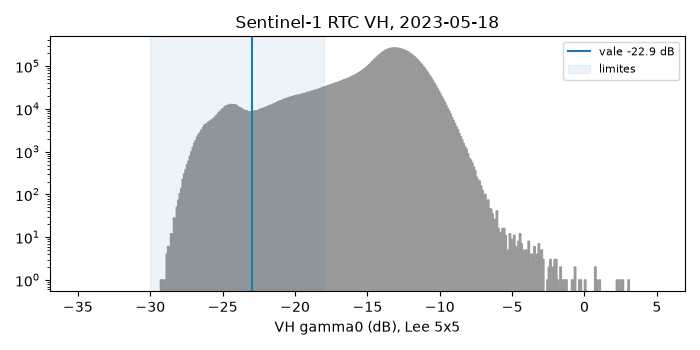 Sentinel-1 RTC VH, 2023-05-18
vale -22.9 dB
limites
10⁵
10⁴
10³
10²
10¹
10⁰
−35 −30 −25 −20 −15 −10 −5 0 5
VH gamma0 (dB), Lee 5x5